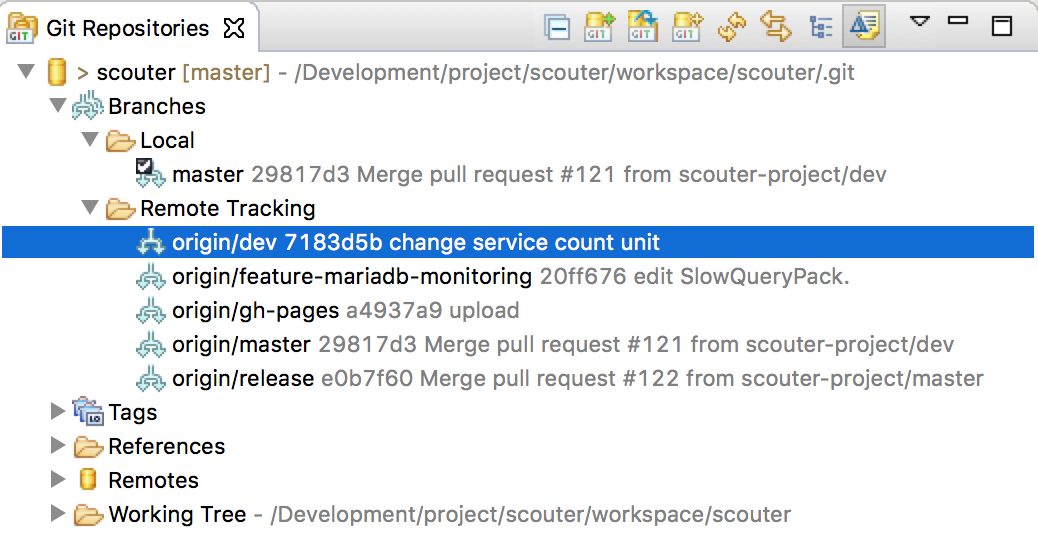 Git Repositories
> scouter [master] - /Development/project/scouter/workspace/scouter/.git
Branches
Local
master 29817d3 Merge pull request #121 from scouter-project/dev
Remote Tracking
origin/dev 7183d5b change service count unit
origin/feature-mariadb-monitoring 20ff676 edit SlowQueryPack.
origin/gh-pages a4937a9 upload
origin/master 29817d3 Merge pull request #121 from scouter-project/dev
origin/release e0b7f60 Merge pull request #122 from scouter-project/master
Tags
References
Remotes
Working Tree - /Development/project/scouter/workspace/scouter